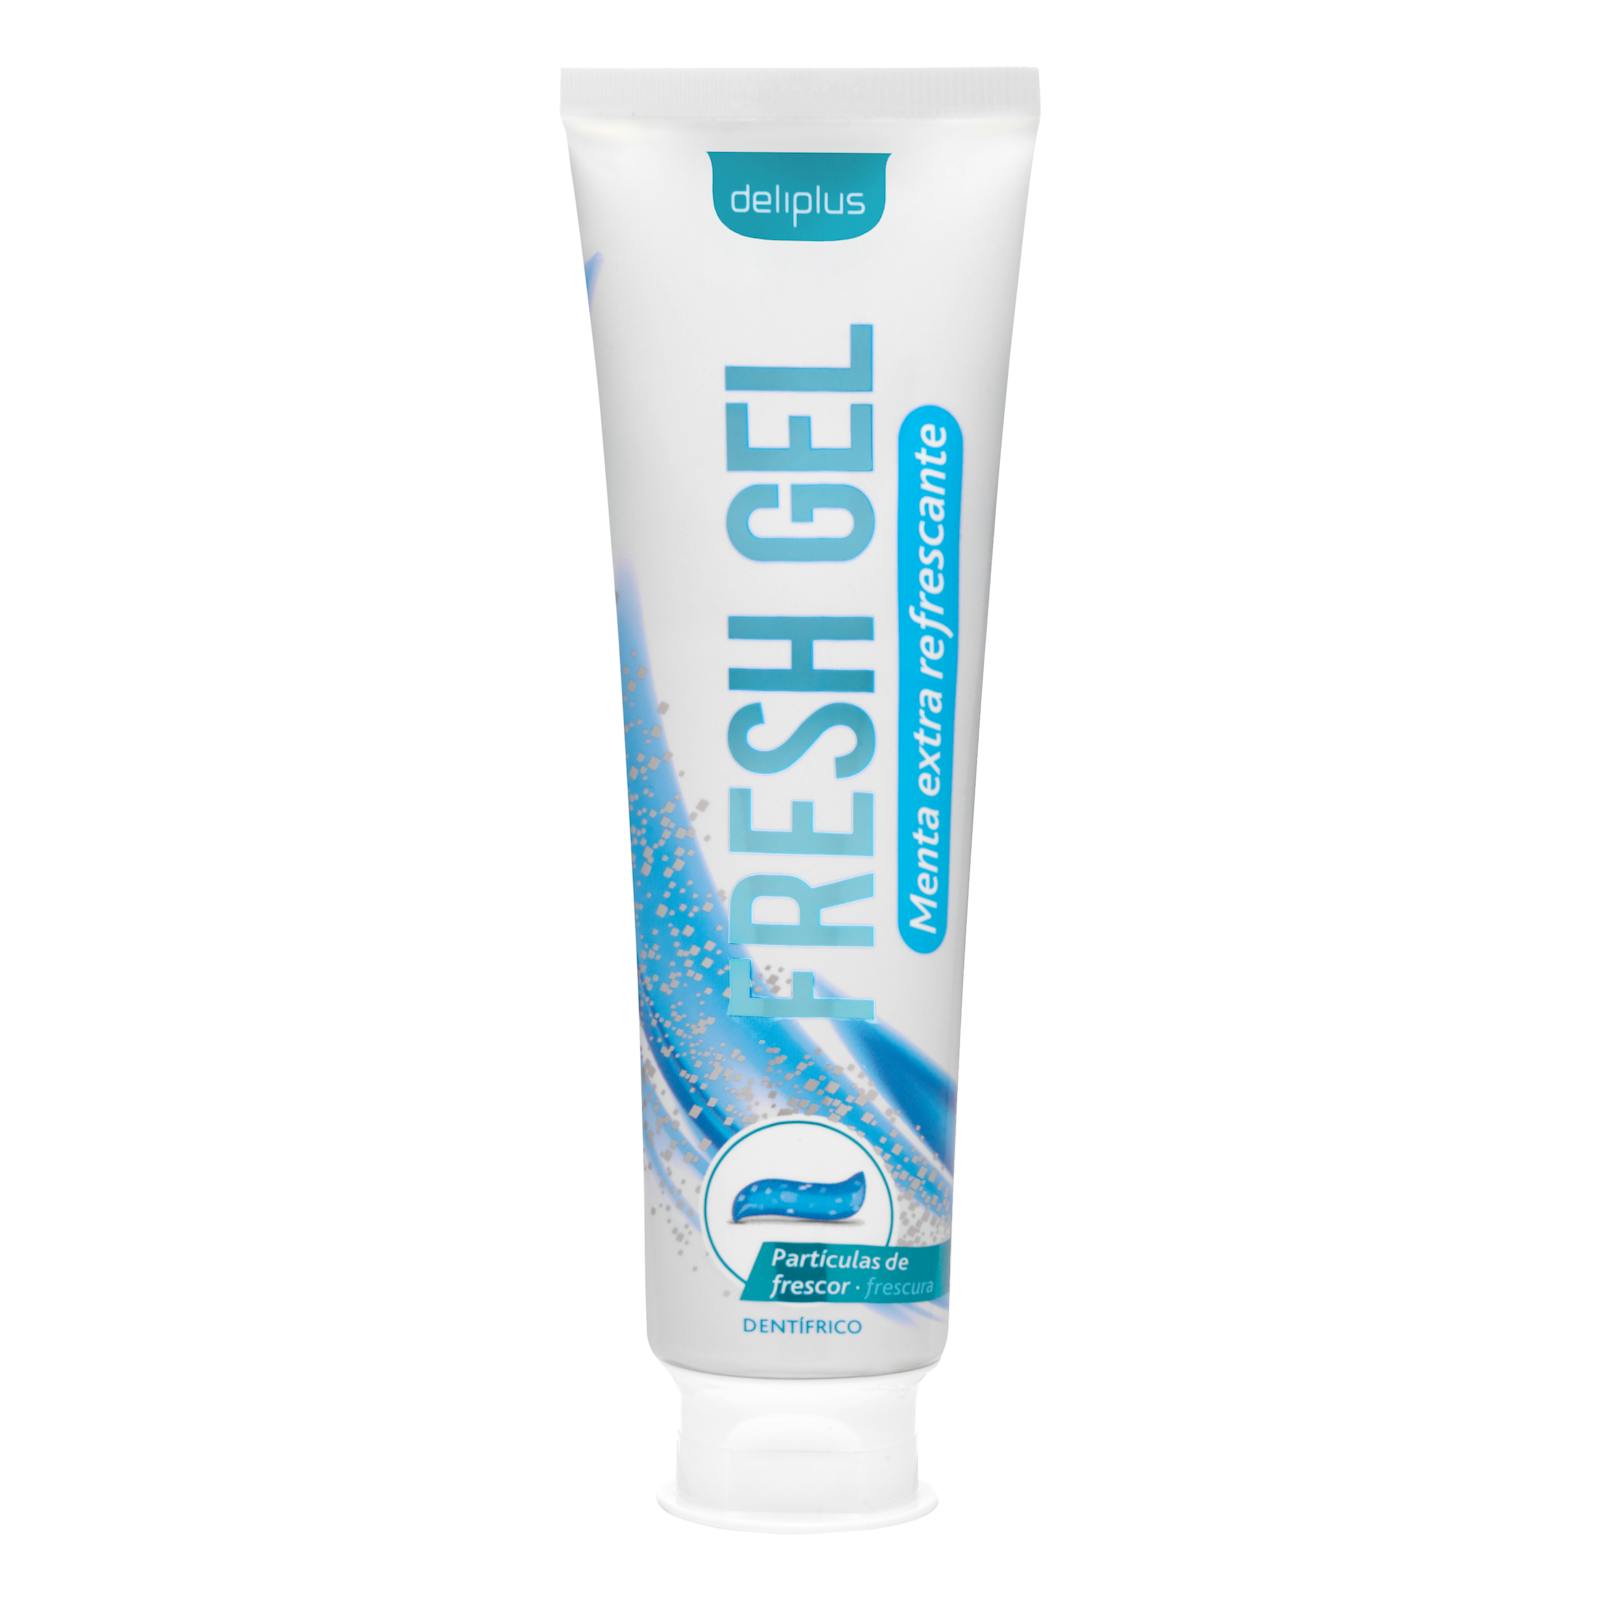 deliplus
FRESH GEL
Menta extra refrescante
Partículas de
frescor · frescura
DENTÍFRICO